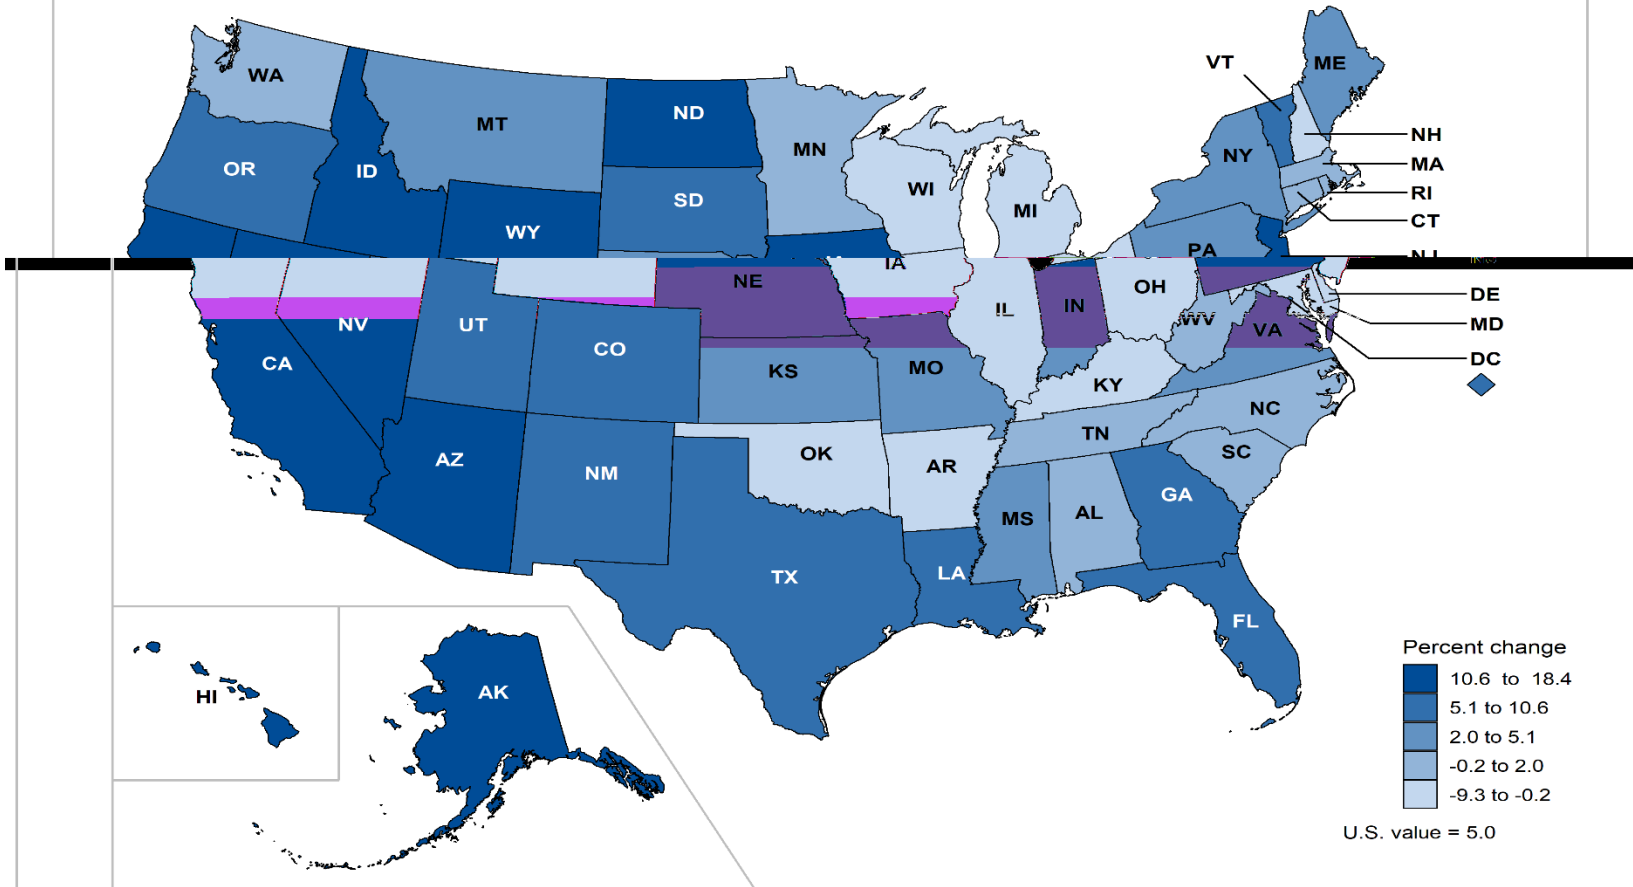 VT
ME
WA
ND
MT
NH
MN
NY
MA
OR
ID
WI
RI
SD
MI
CT
WY
PA
NJ
IA
NE
OH
DE
IL
IN
WV
MD
NV
UT
VA
CO
DC
CA
KS
MO
KY
NC
TN
SC
OK
AZ
AR
NM
GA
MS
AL
TX
LA
FL
HI
AK
Percent change
10.6 to 18.4
5.1 to 10.6
2.0 to 5.1
-0.2 to 2.0
-9.3 to -0.2
U.S. value = 5.0